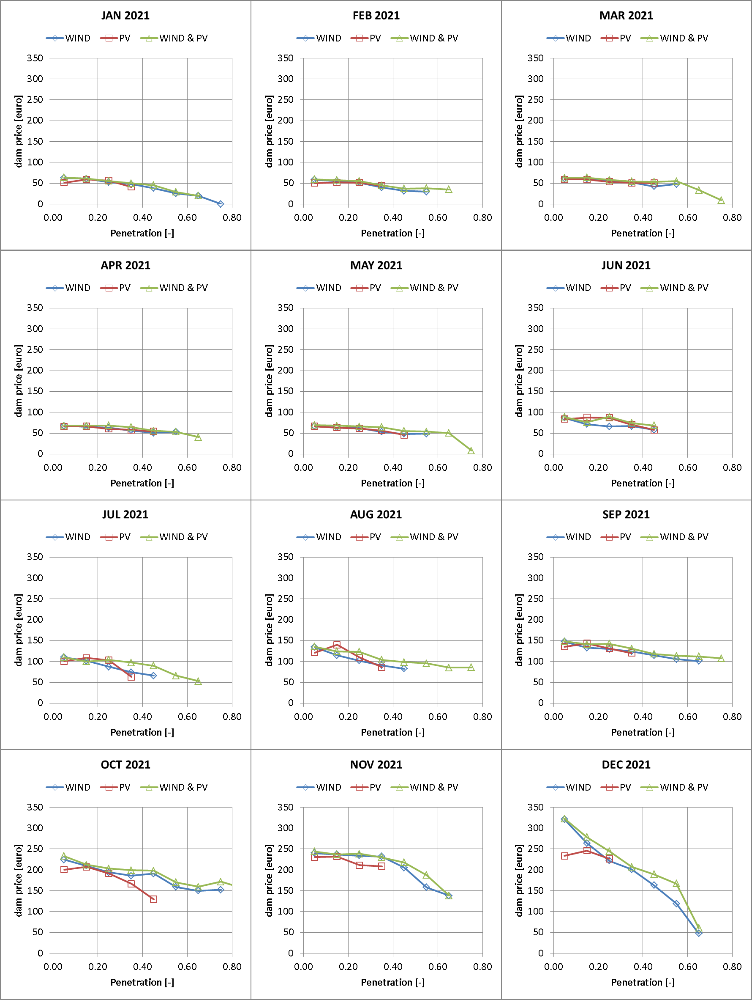 JAN 2021
WIND PV WIND & PV
350
300
250
200
150
100
50
0
dam price [euro]
0.00 0.20 0.40 0.60 0.80
Penetration [-]
FEB 2021
WIND PV WIND & PV
350
300
250
200
150
100
50
0
dam price [euro]
0.00 0.20 0.40 0.60 0.80
Penetration [-]
MAR 2021
WIND PV WIND & PV
350
300
250
200
150
100
50
0
dam price [euro]
0.00 0.20 0.40 0.60 0.80
Penetration [-]
APR 2021
WIND PV WIND & PV
350
300
250
200
150
100
50
0
dam price [euro]
0.00 0.20 0.40 0.60 0.80
Penetration [-]
MAY 2021
WIND PV WIND & PV
350
300
250
200
150
100
50
0
dam price [euro]
0.00 0.20 0.40 0.60 0.80
Penetration [-]
JUN 2021
WIND PV WIND & PV
350
300
250
200
150
100
50
0
dam price [euro]
0.00 0.20 0.40 0.60 0.80
Penetration [-]
JUL 2021
WIND PV WIND & PV
350
300
250
200
150
100
50
0
dam price [euro]
0.00 0.20 0.40 0.60 0.80
Penetration [-]
AUG 2021
WIND PV WIND & PV
350
300
250
200
150
100
50
0
dam price [euro]
0.00 0.20 0.40 0.60 0.80
Penetration [-]
SEP 2021
WIND PV WIND & PV
350
300
250
200
150
100
50
0
dam price [euro]
0.00 0.20 0.40 0.60 0.80
Penetration [-]
OCT 2021
WIND PV WIND & PV
350
300
250
200
150
100
50
0
dam price [euro]
0.00 0.20 0.40 0.60 0.80
Penetration [-]
NOV 2021
WIND PV WIND & PV
350
300
250
200
150
100
50
0
dam price [euro]
0.00 0.20 0.40 0.60 0.80
Penetration [-]
DEC 2021
WIND PV WIND & PV
350
300
250
200
150
100
50
0
dam price [euro]
0.00 0.20 0.40 0.60 0.80
Penetration [-]